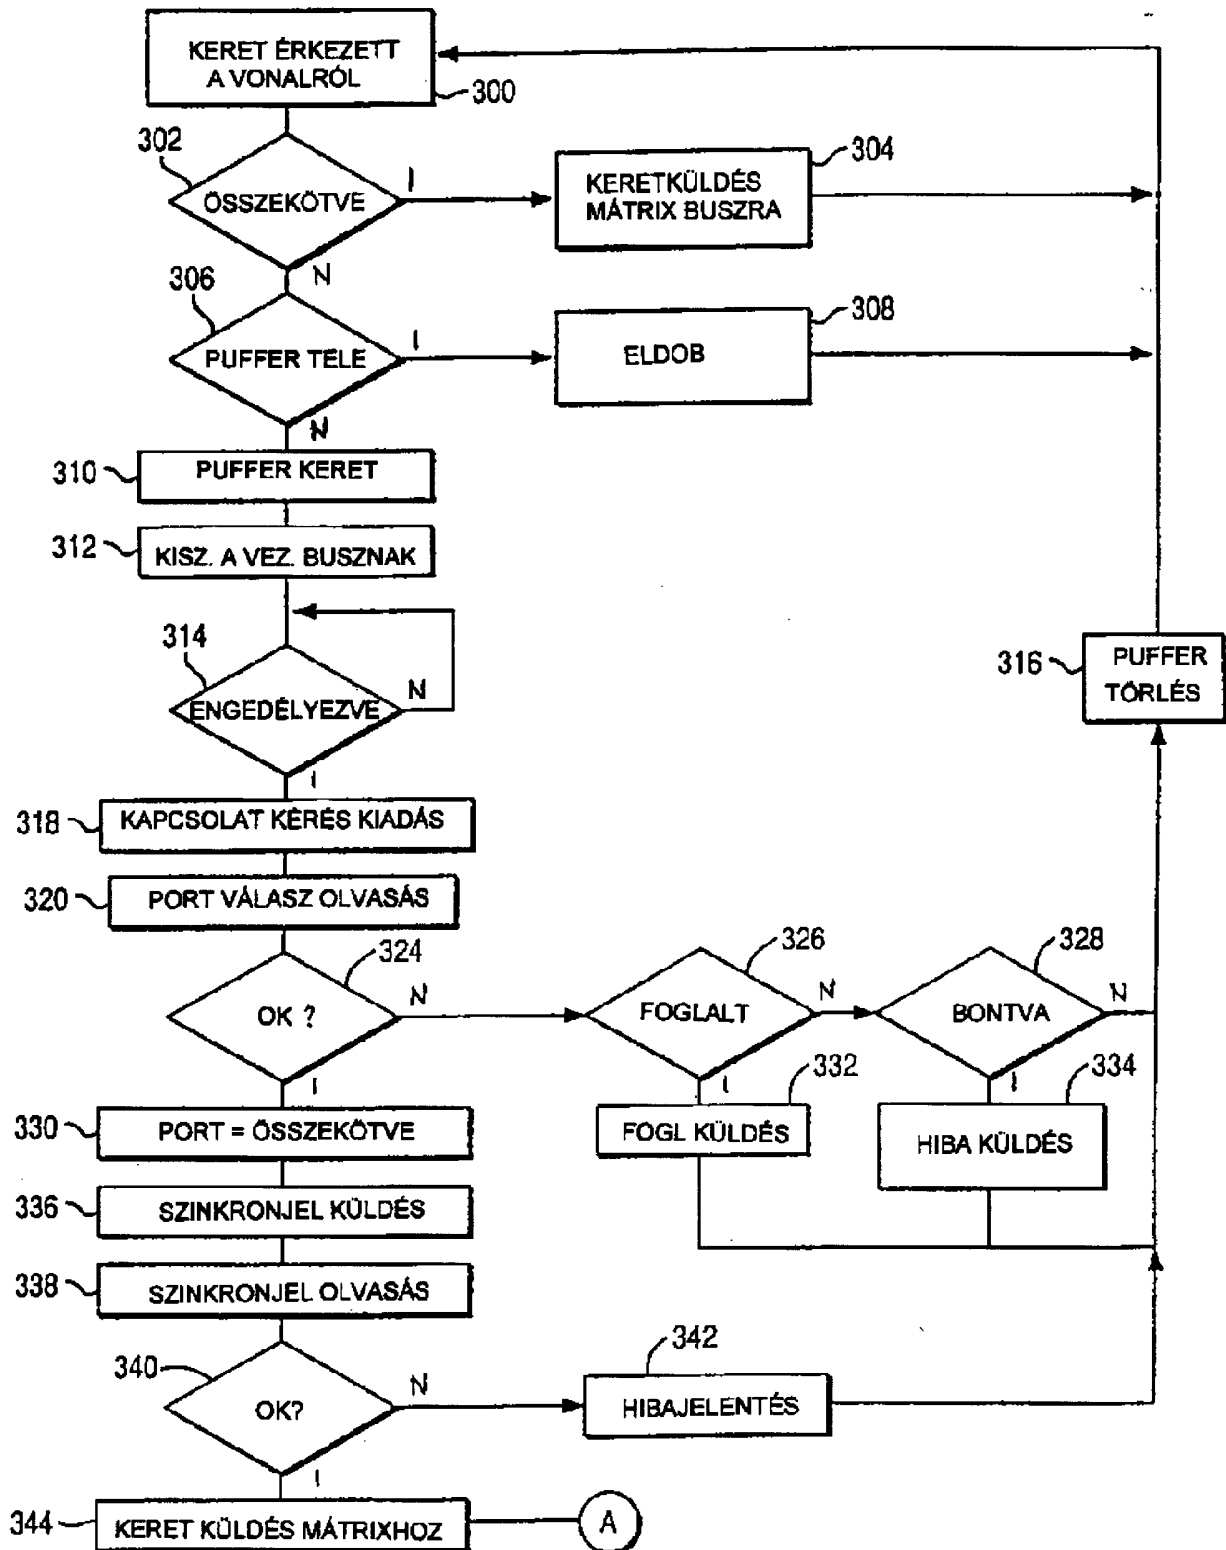 KERET ÉRKEZETT
A VONALRÓL
300
302
ÖSSZEKÖTVE
I
N
304
KERETKÜLDÉS
MÁTRIX BUSZRA
306
PUFFER TELE
I
N
308
ELDOB
310
PUFFER KERET
312
KISZ. A VEZ. BUSZNAK
314
ENGEDÉLYEZVE
N
I
316
PUFFER
TÖRLÉS
318
KAPCSOLAT KÉRÉS KIADÁS
320
PORT VÁLASZ OLVASÁS
324
OK ?
N
I
326
FOGLALT
N
I
328
BONTVA
N
I
330
PORT = ÖSSZEKÖTVE
332
FOGL KÜLDÉS
334
HIBA KÜLDÉS
336
SZINKRONJEL KÜLDÉS
338
SZINKRONJEL OLVASÁS
340
OK?
N
I
342
HIBAJELENTÉS
344
KERET KÜLDÉS MÁTRIXHOZ
A